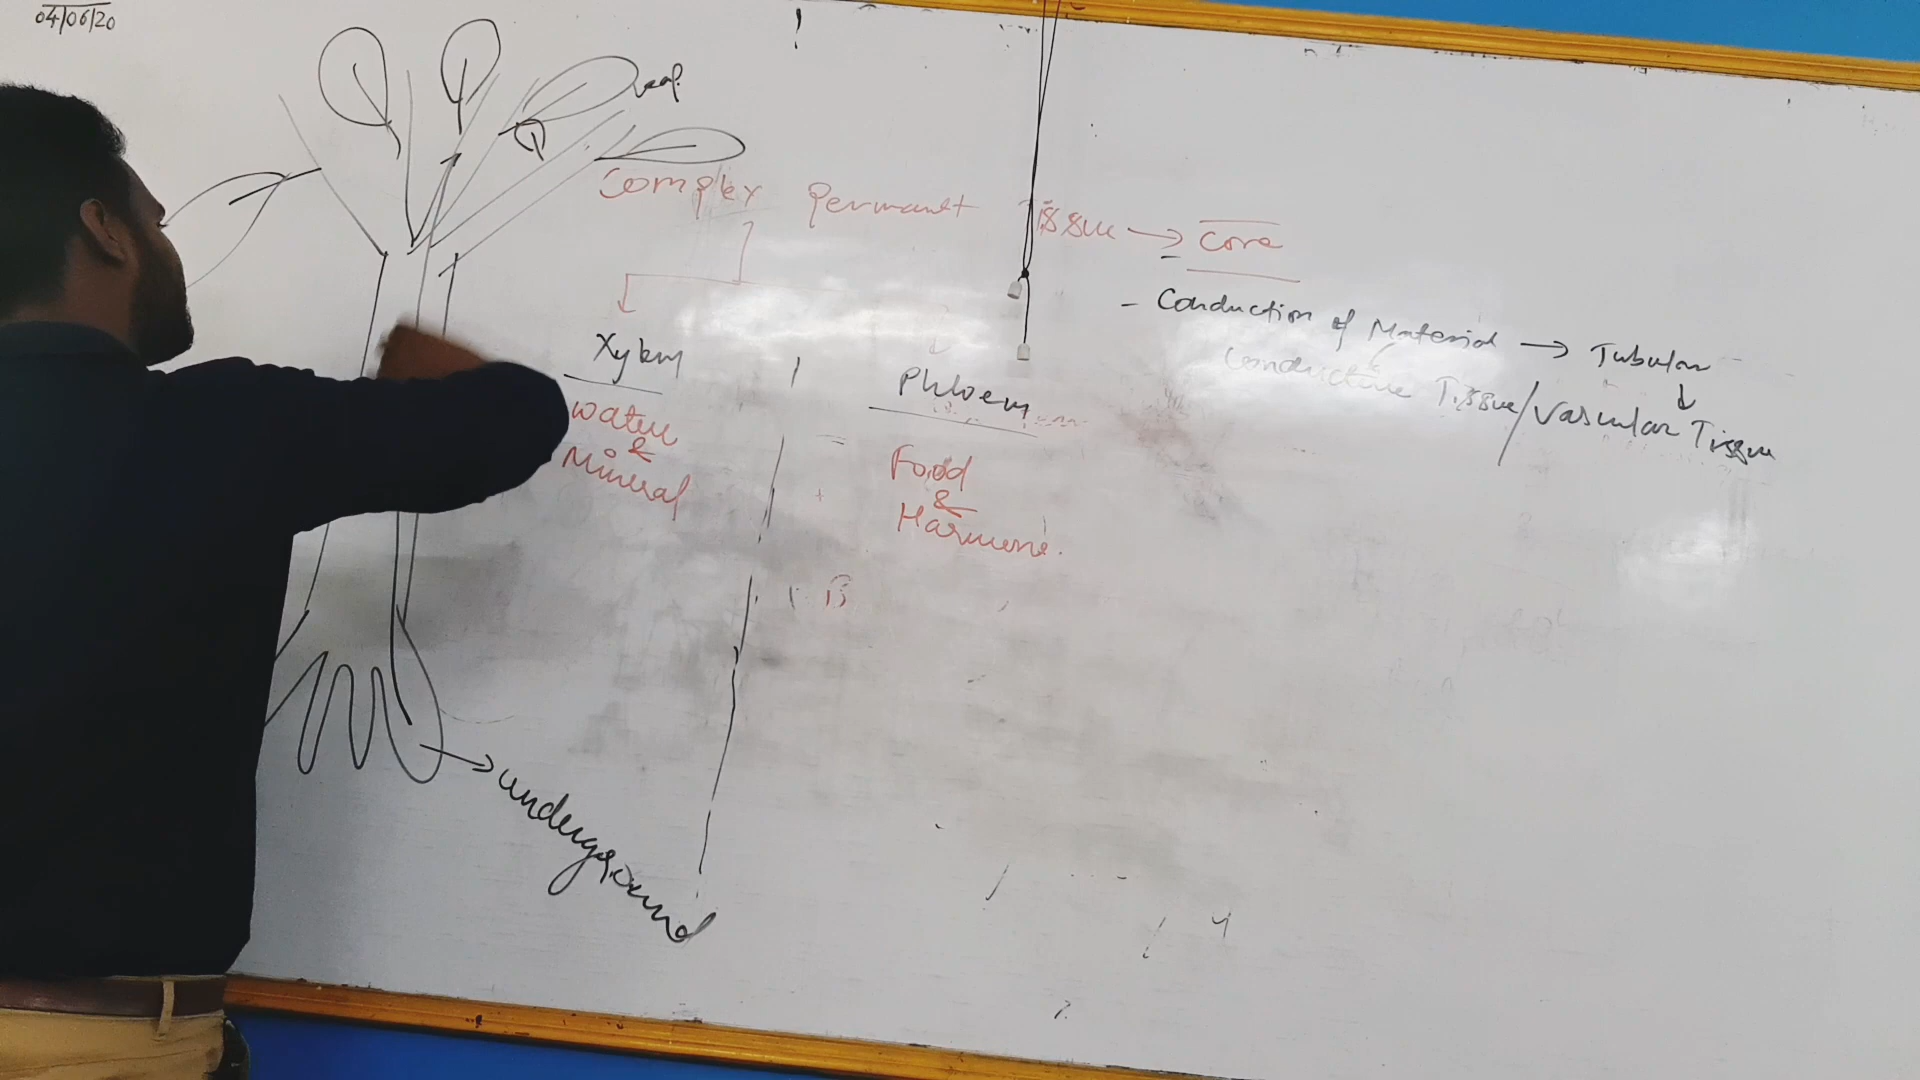 04/06/20
leaf.
Complex Permanet Tissue → Core
- Conduction of Material → Tubular
Conductive Tissue/Vascular Tissue
Xylem
Phloem
Water
&
Mineral
Food
&
Harmone.
underground